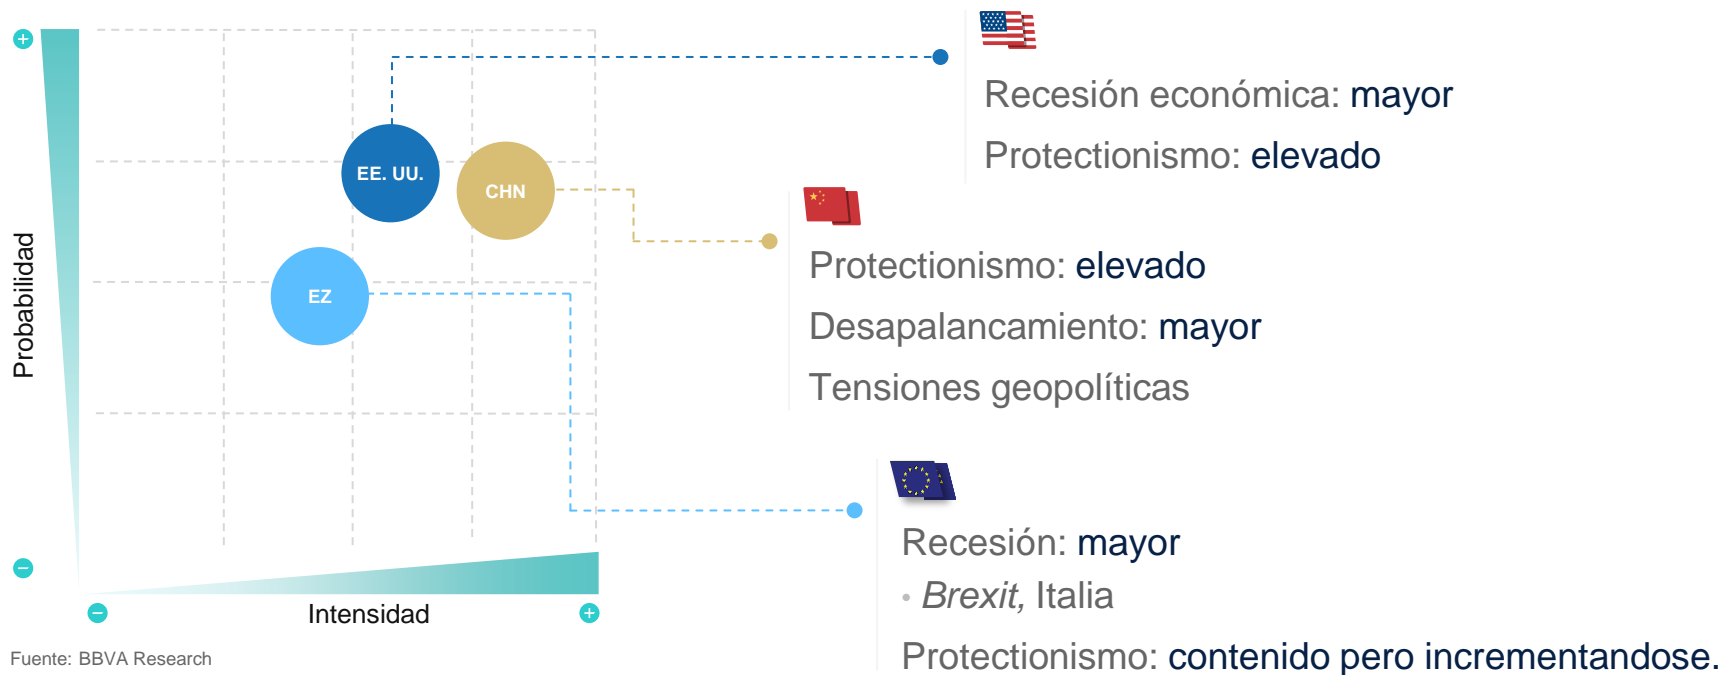 Probabilidad
EE. UU.
CHN
EZ
Intensidad
Recesión económica: mayor
Protectionismo: elevado
Protectionismo: elevado
Desapalancamiento: mayor
Tensiones geopolíticas
Recesión: mayor
• Brexit, Italia
Protectionismo: contenido pero incrementandose.
Fuente: BBVA Research